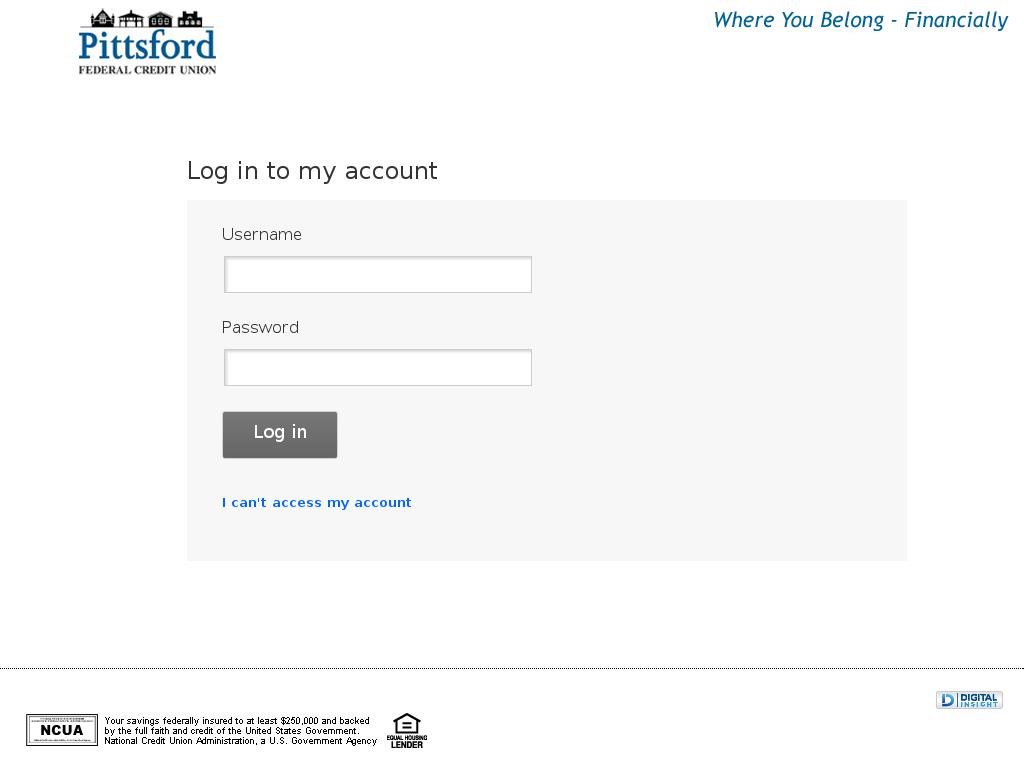 Where You Belong - Financially
Pittsford
FEDERAL CREDIT UNION
Log in to my account
Username
Password
Log in
I can't access my account
DIGITAL
INSIGHT
NCUA
Your savings federally insured to at least $250,000 and backed
by the full faith and credit of the United States Government.
National Credit Union Administration, a U.S. Government Agency
EQUAL HOUSING
LENDER